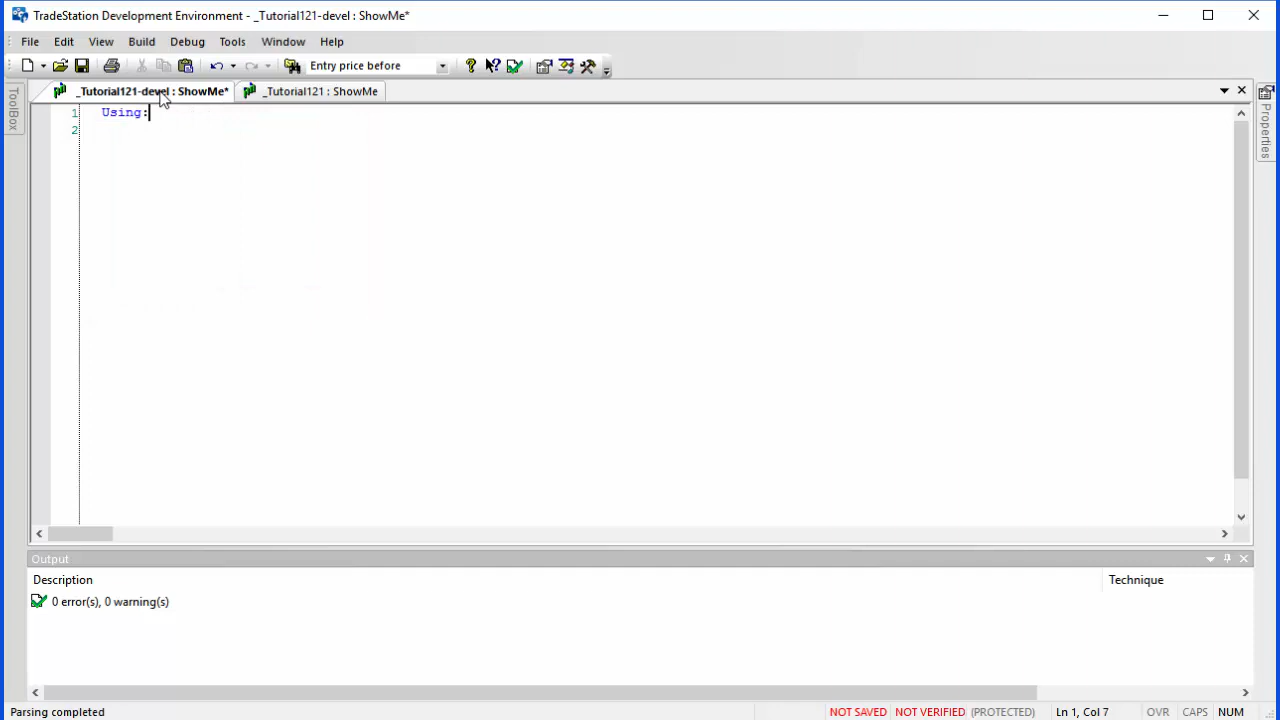 TradeStation Development Environment - _Tutorial121-devel : ShowMe*
File Edit View Build Debug Tools Window Help
Entry price before
_Tutorial121-devel : ShowMe* _Tutorial121 : ShowMe
ToolBox
Properties
1 Using:
2
Output
Description Technique
0 error(s), 0 warning(s)
Parsing completed NOT SAVED NOT VERIFIED (PROTECTED) Ln 1, Col 7 OVR CAPS NUM